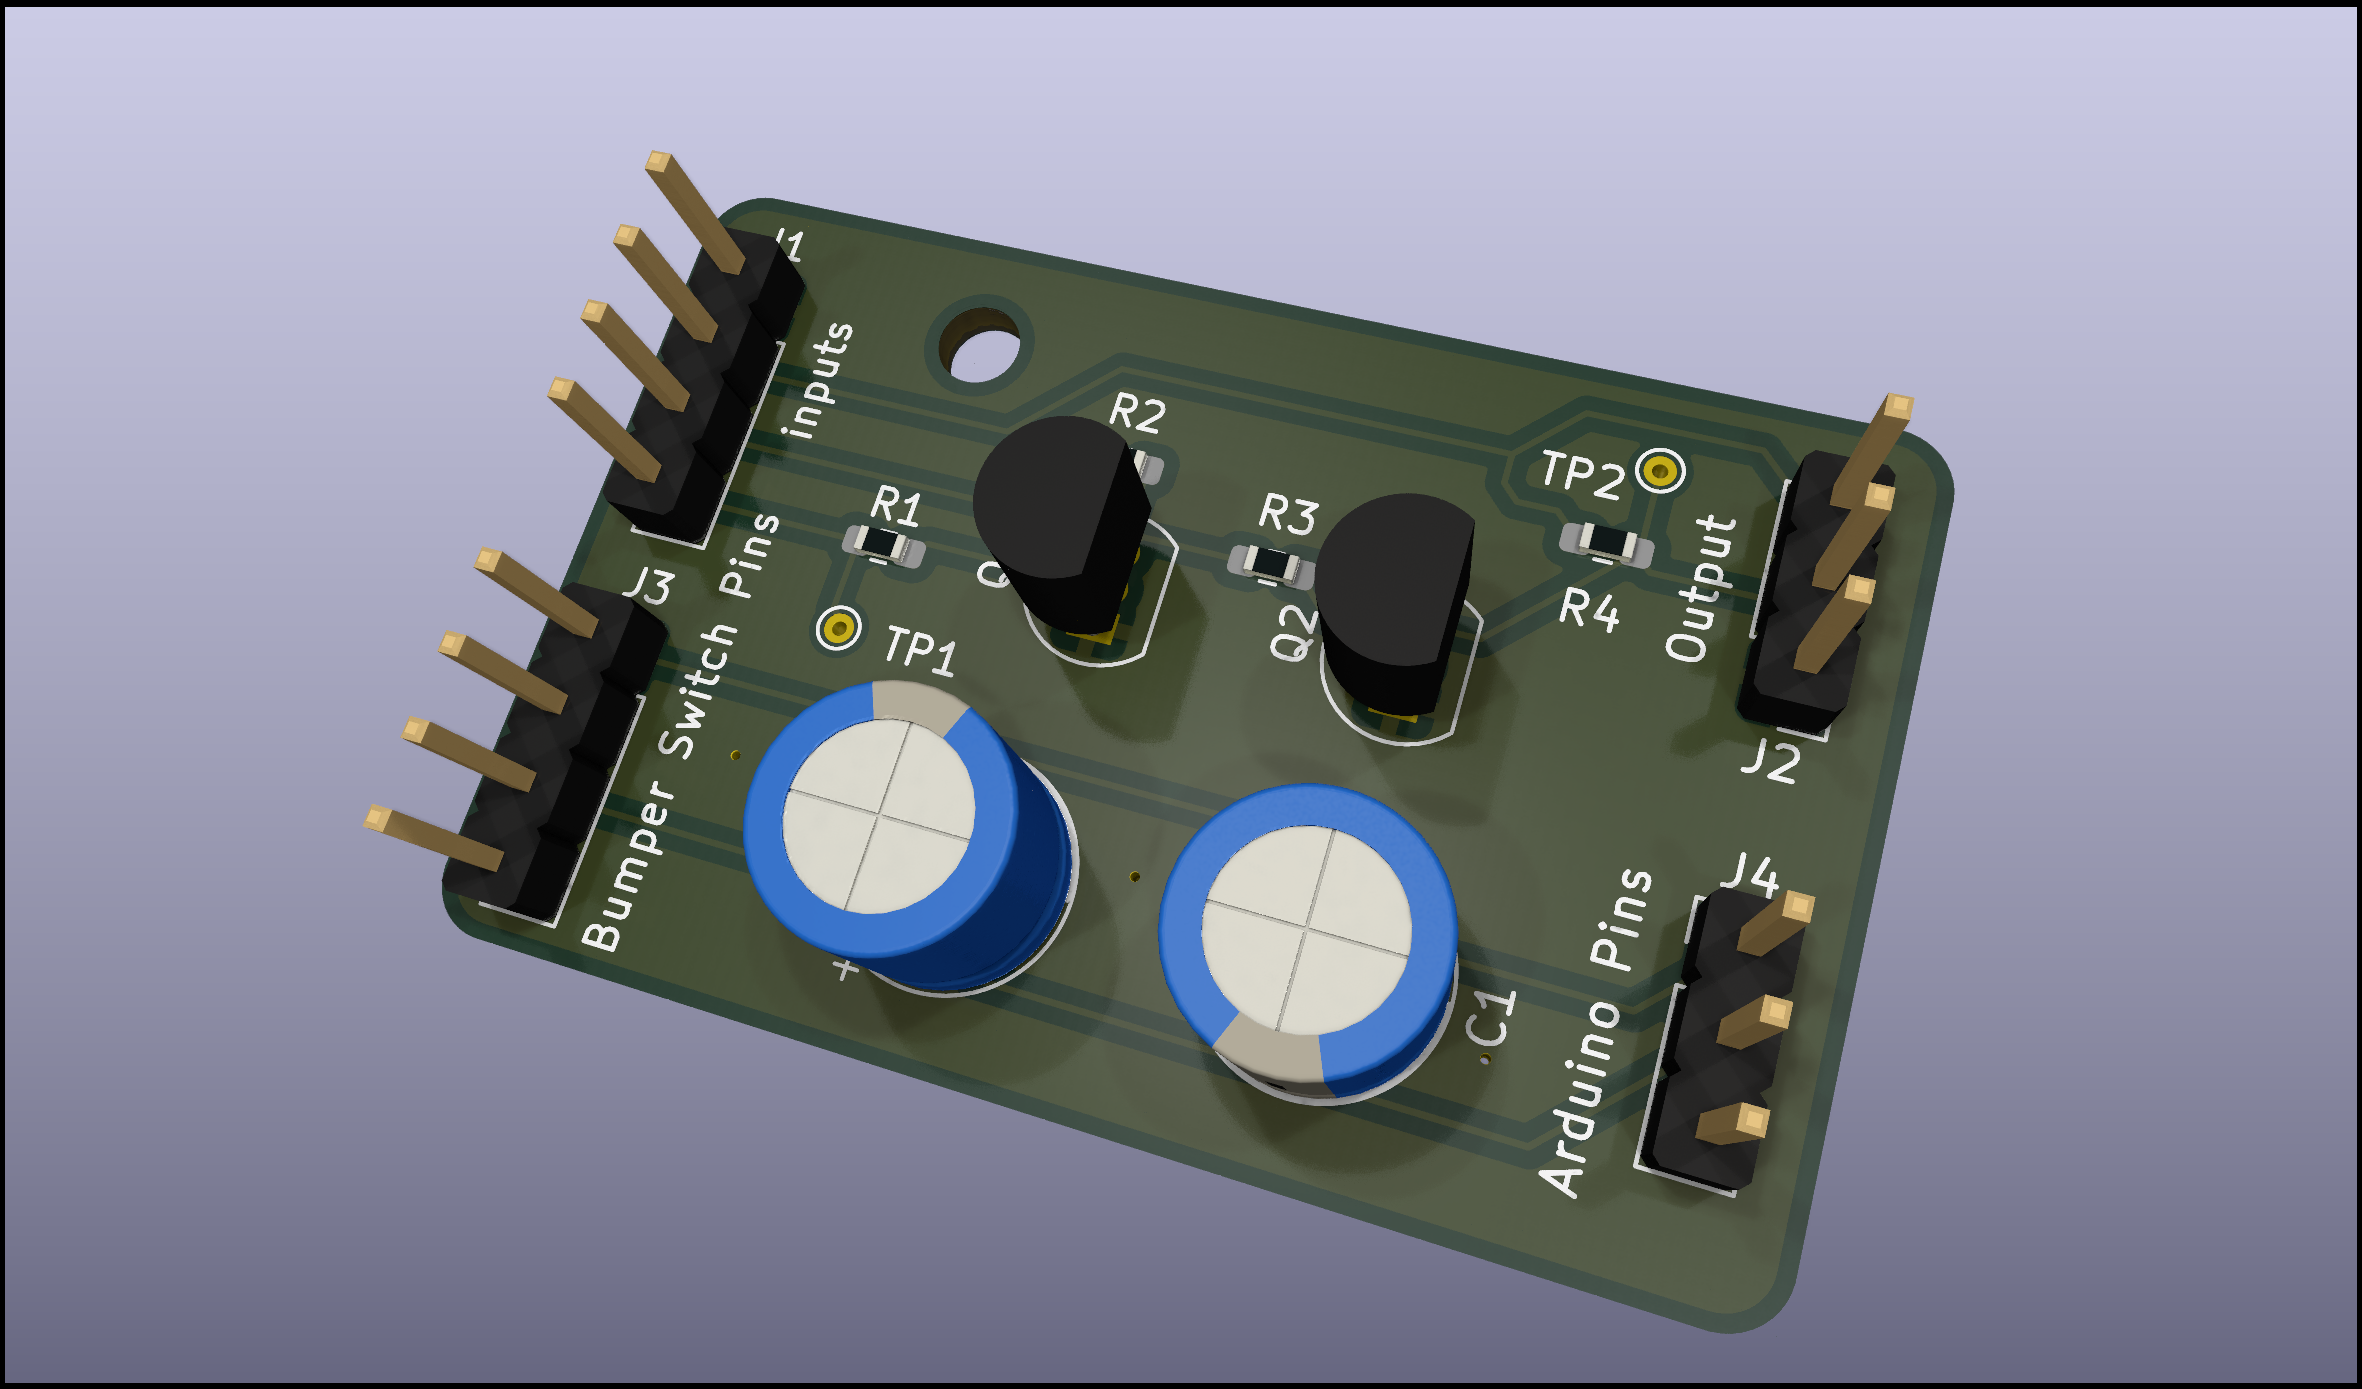 J1
inputs
R2
R1
R3
TP2
Q2
R4
Output
J3
TP1
J2
Bumper Switch Pins
+
C1
J4
Arduino Pins